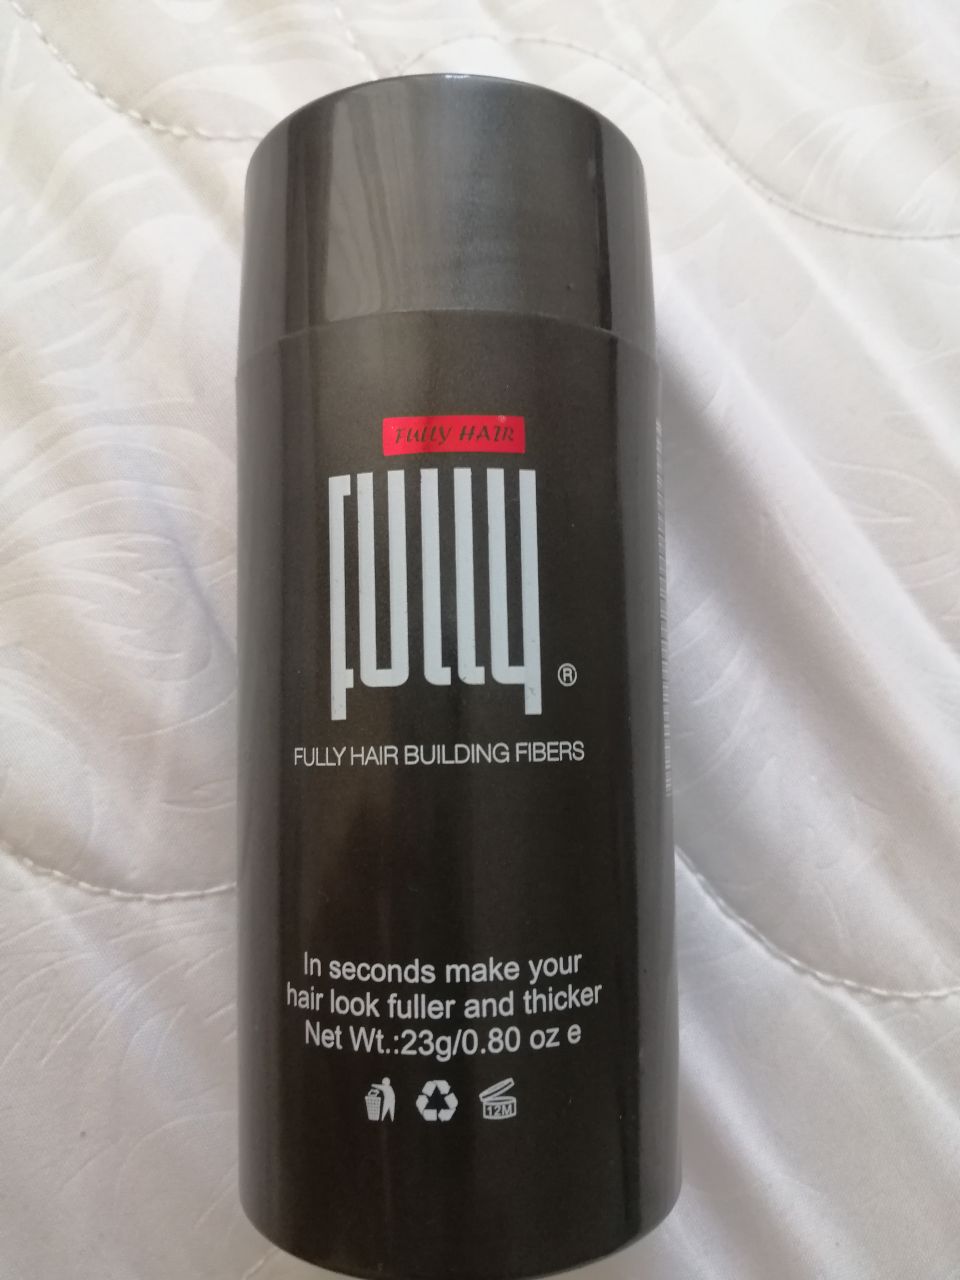 FULLY HAIR®
fully®
FULLY HAIR BUILDING FIBERS
In seconds make your
hair look fuller and thicker
Net Wt.:23g/0.80 oz e
12M